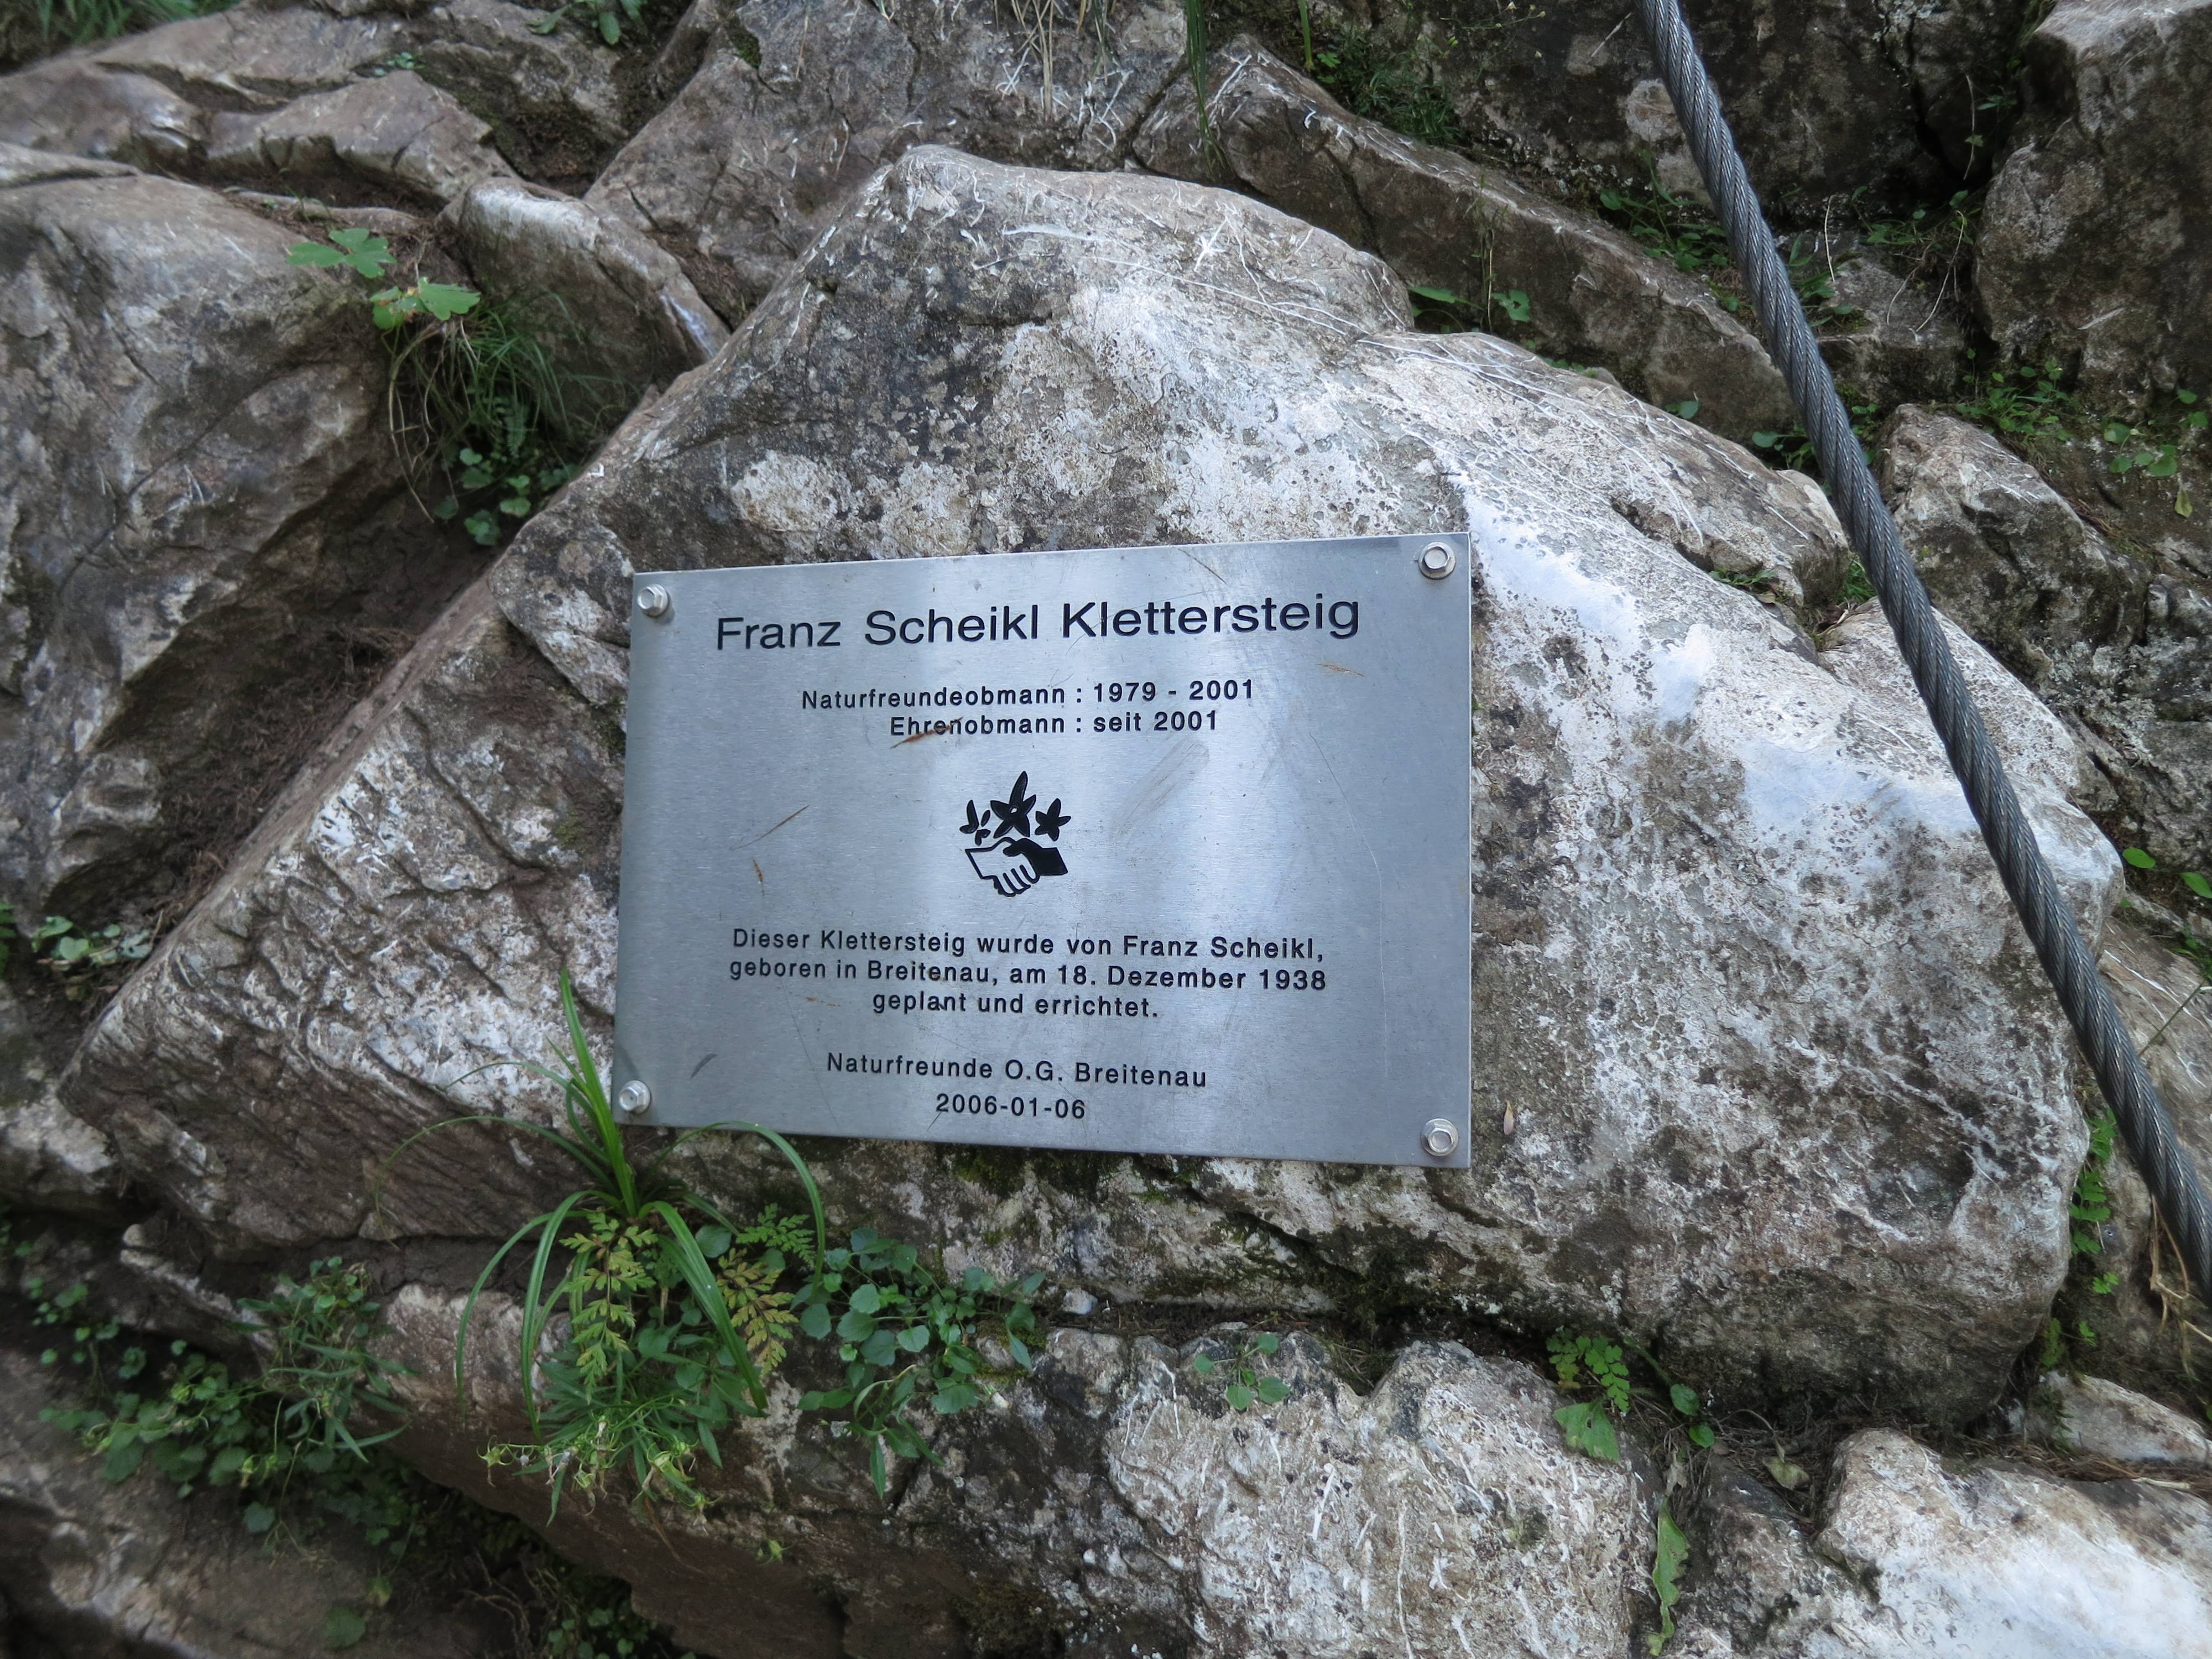 Franz Scheikl Klettersteig
Naturfreundeobmann : 1979 - 2001
Ehrenobmann : seit 2001
Dieser Klettersteig wurde von Franz Scheikl,
geboren in Breitenau, am 18. Dezember 1938
geplant und errichtet.
Naturfreunde O.G. Breitenau
2006-01-06